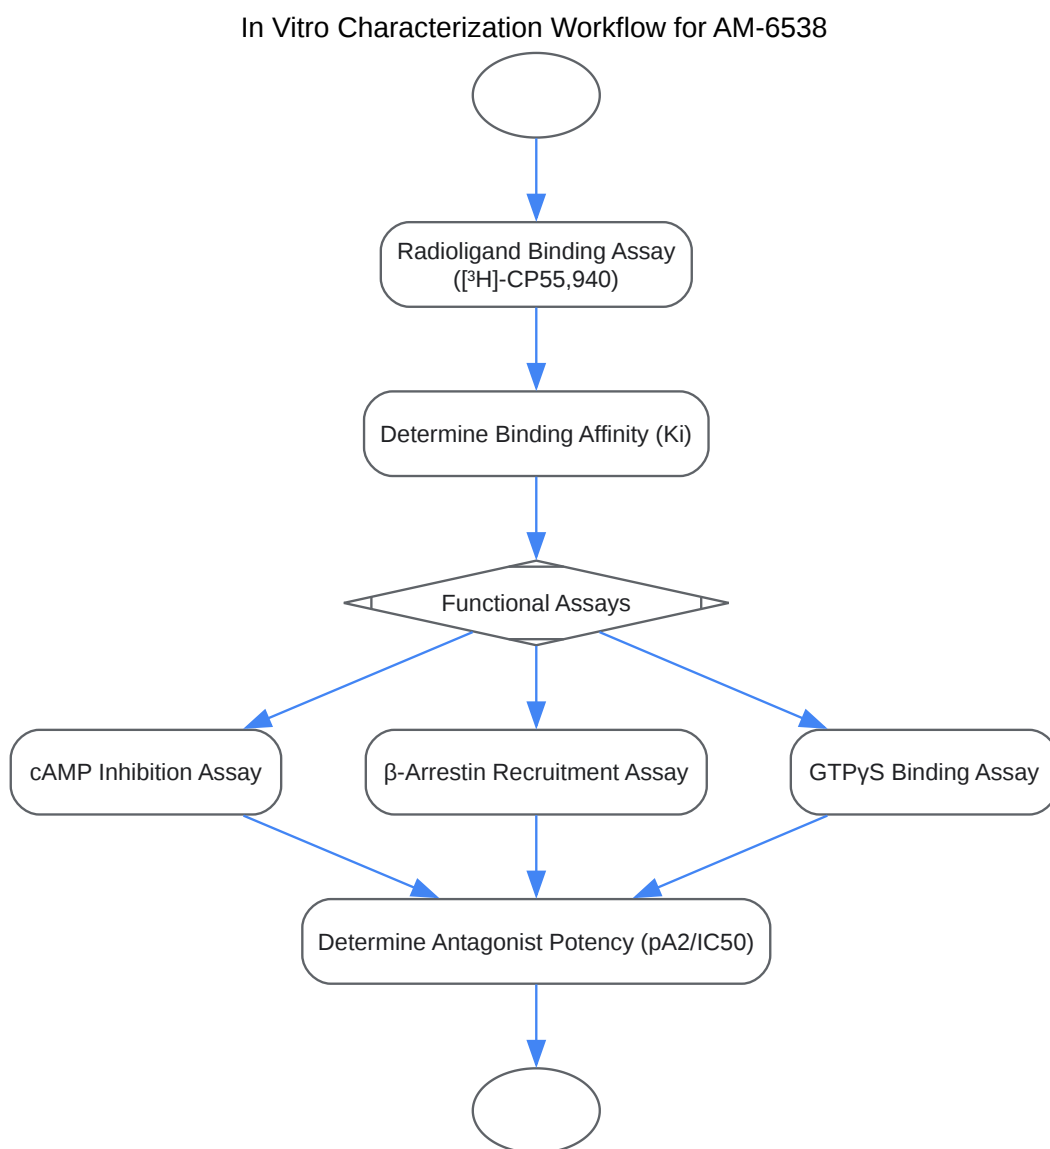 In Vitro Characterization Workflow for AM-6538
Radioligand Binding Assay
([³H]-CP55,940)
Determine Binding Affinity (Ki)
Functional Assays
cAMP Inhibition Assay
β-Arrestin Recruitment Assay
GTPγS Binding Assay
Determine Antagonist Potency (pA2/IC50)